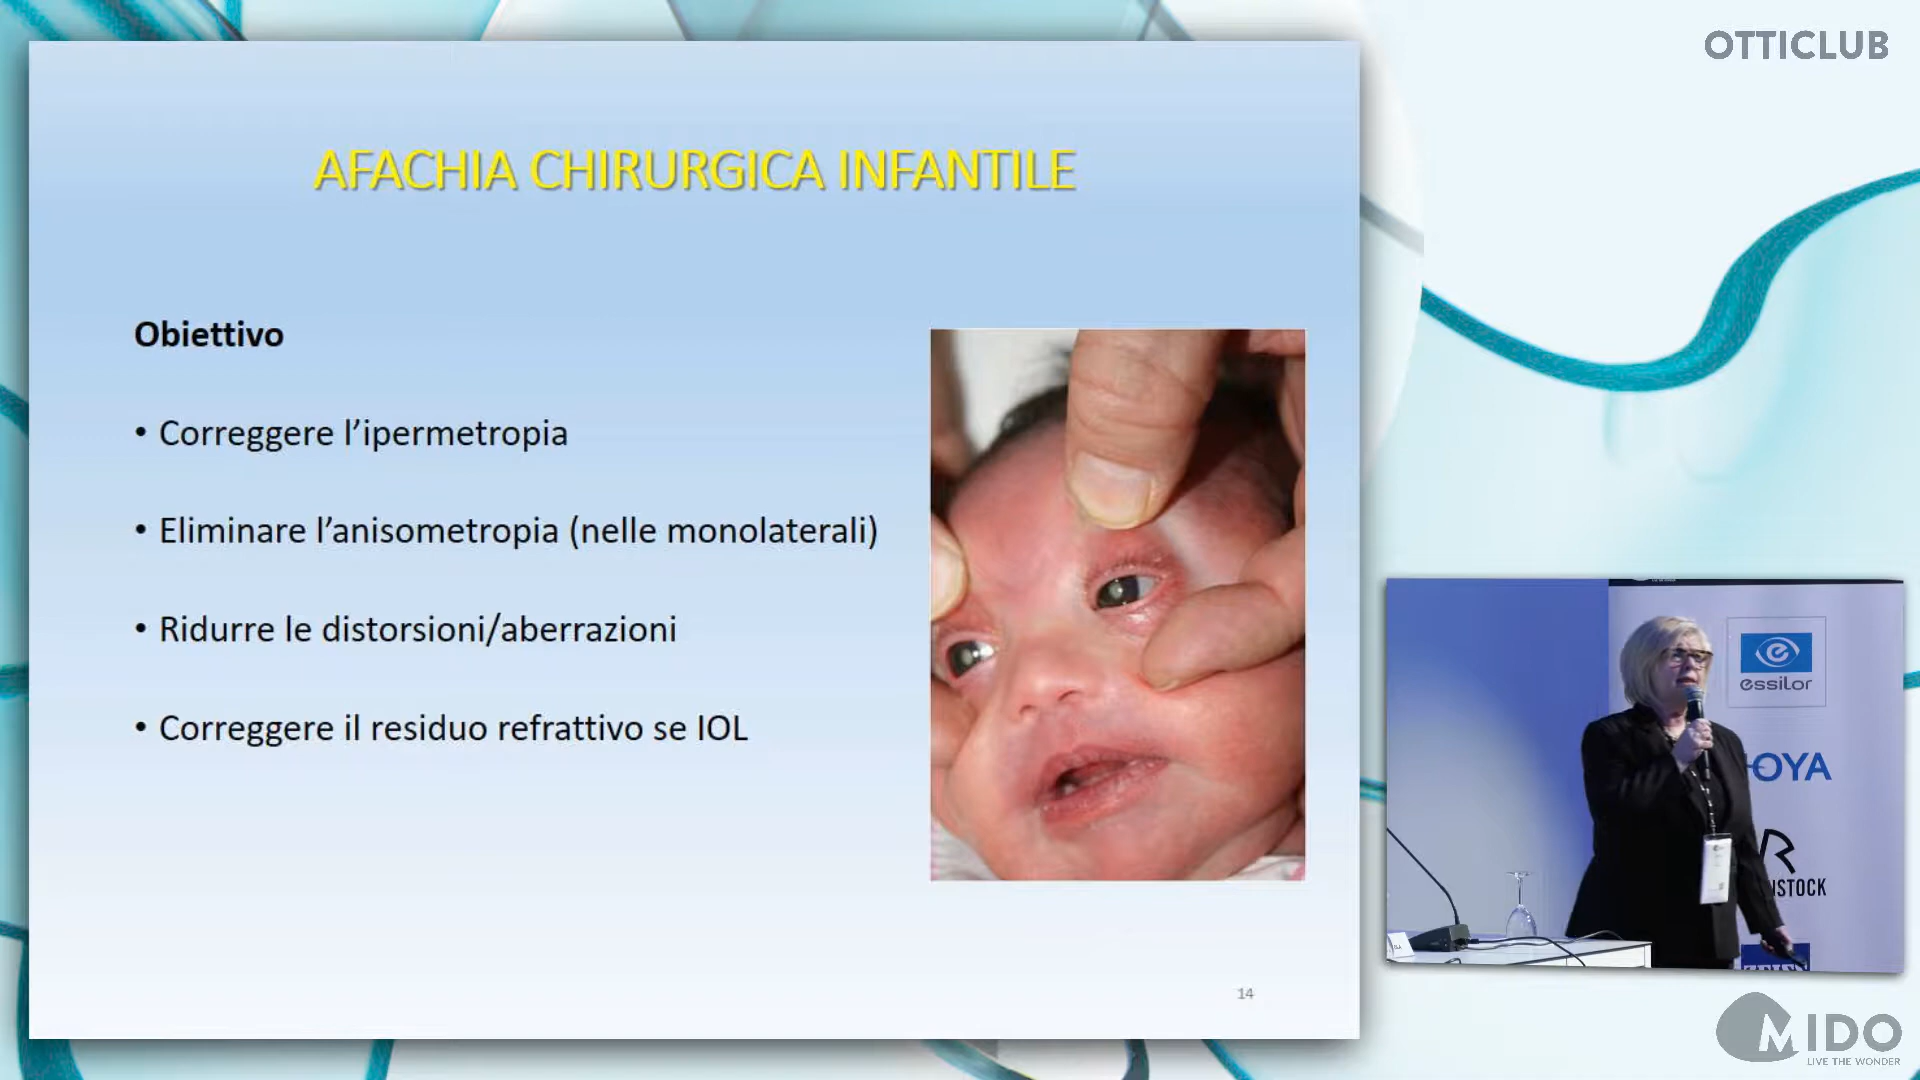 OTTICLUB
AFACHIA CHIRURGICA INFANTILE
Obiettivo
• Correggere l’ipermetropia
• Eliminare l’anisometropia (nelle monolaterali)
• Ridurre le distorsioni/aberrazioni
• Correggere il residuo refrattivo se IOL
14
essilor
OYA
STOCK
MIDO
LIVE THE WONDER